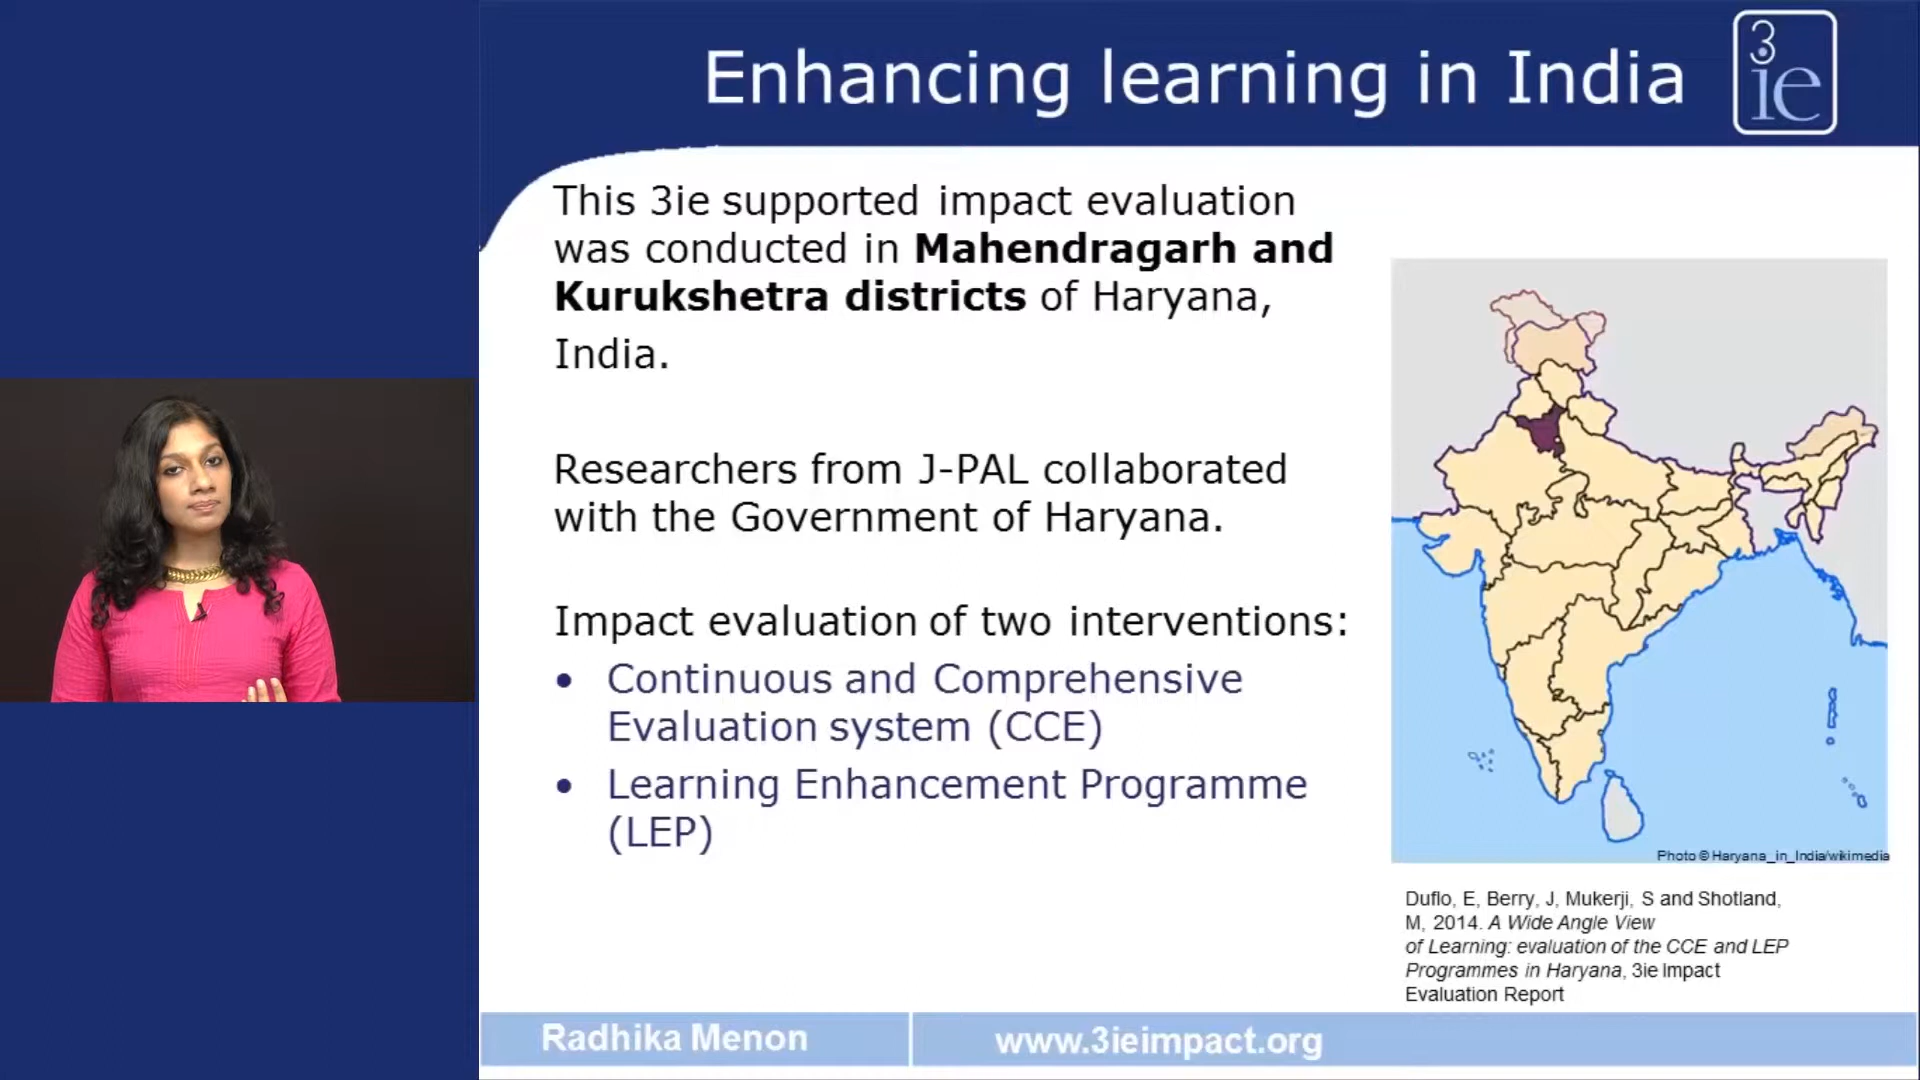 Enhancing learning in India
3
ie
This 3ie supported impact evaluation
was conducted in Mahendragarh and
Kurukshetra districts of Haryana,
India.
Researchers from J-PAL collaborated
with the Government of Haryana.
Impact evaluation of two interventions:
• Continuous and Comprehensive
Evaluation system (CCE)
• Learning Enhancement Programme
(LEP)
Photo © Haryana_in_India/wikimedia
Duflo, E, Berry, J, Mukerji, S and Shotland,
M, 2014. A Wide Angle View
of Learning: evaluation of the CCE and LEP
Programmes in Haryana, 3ie Impact
Evaluation Report
Radhika Menon
www.3ieimpact.org